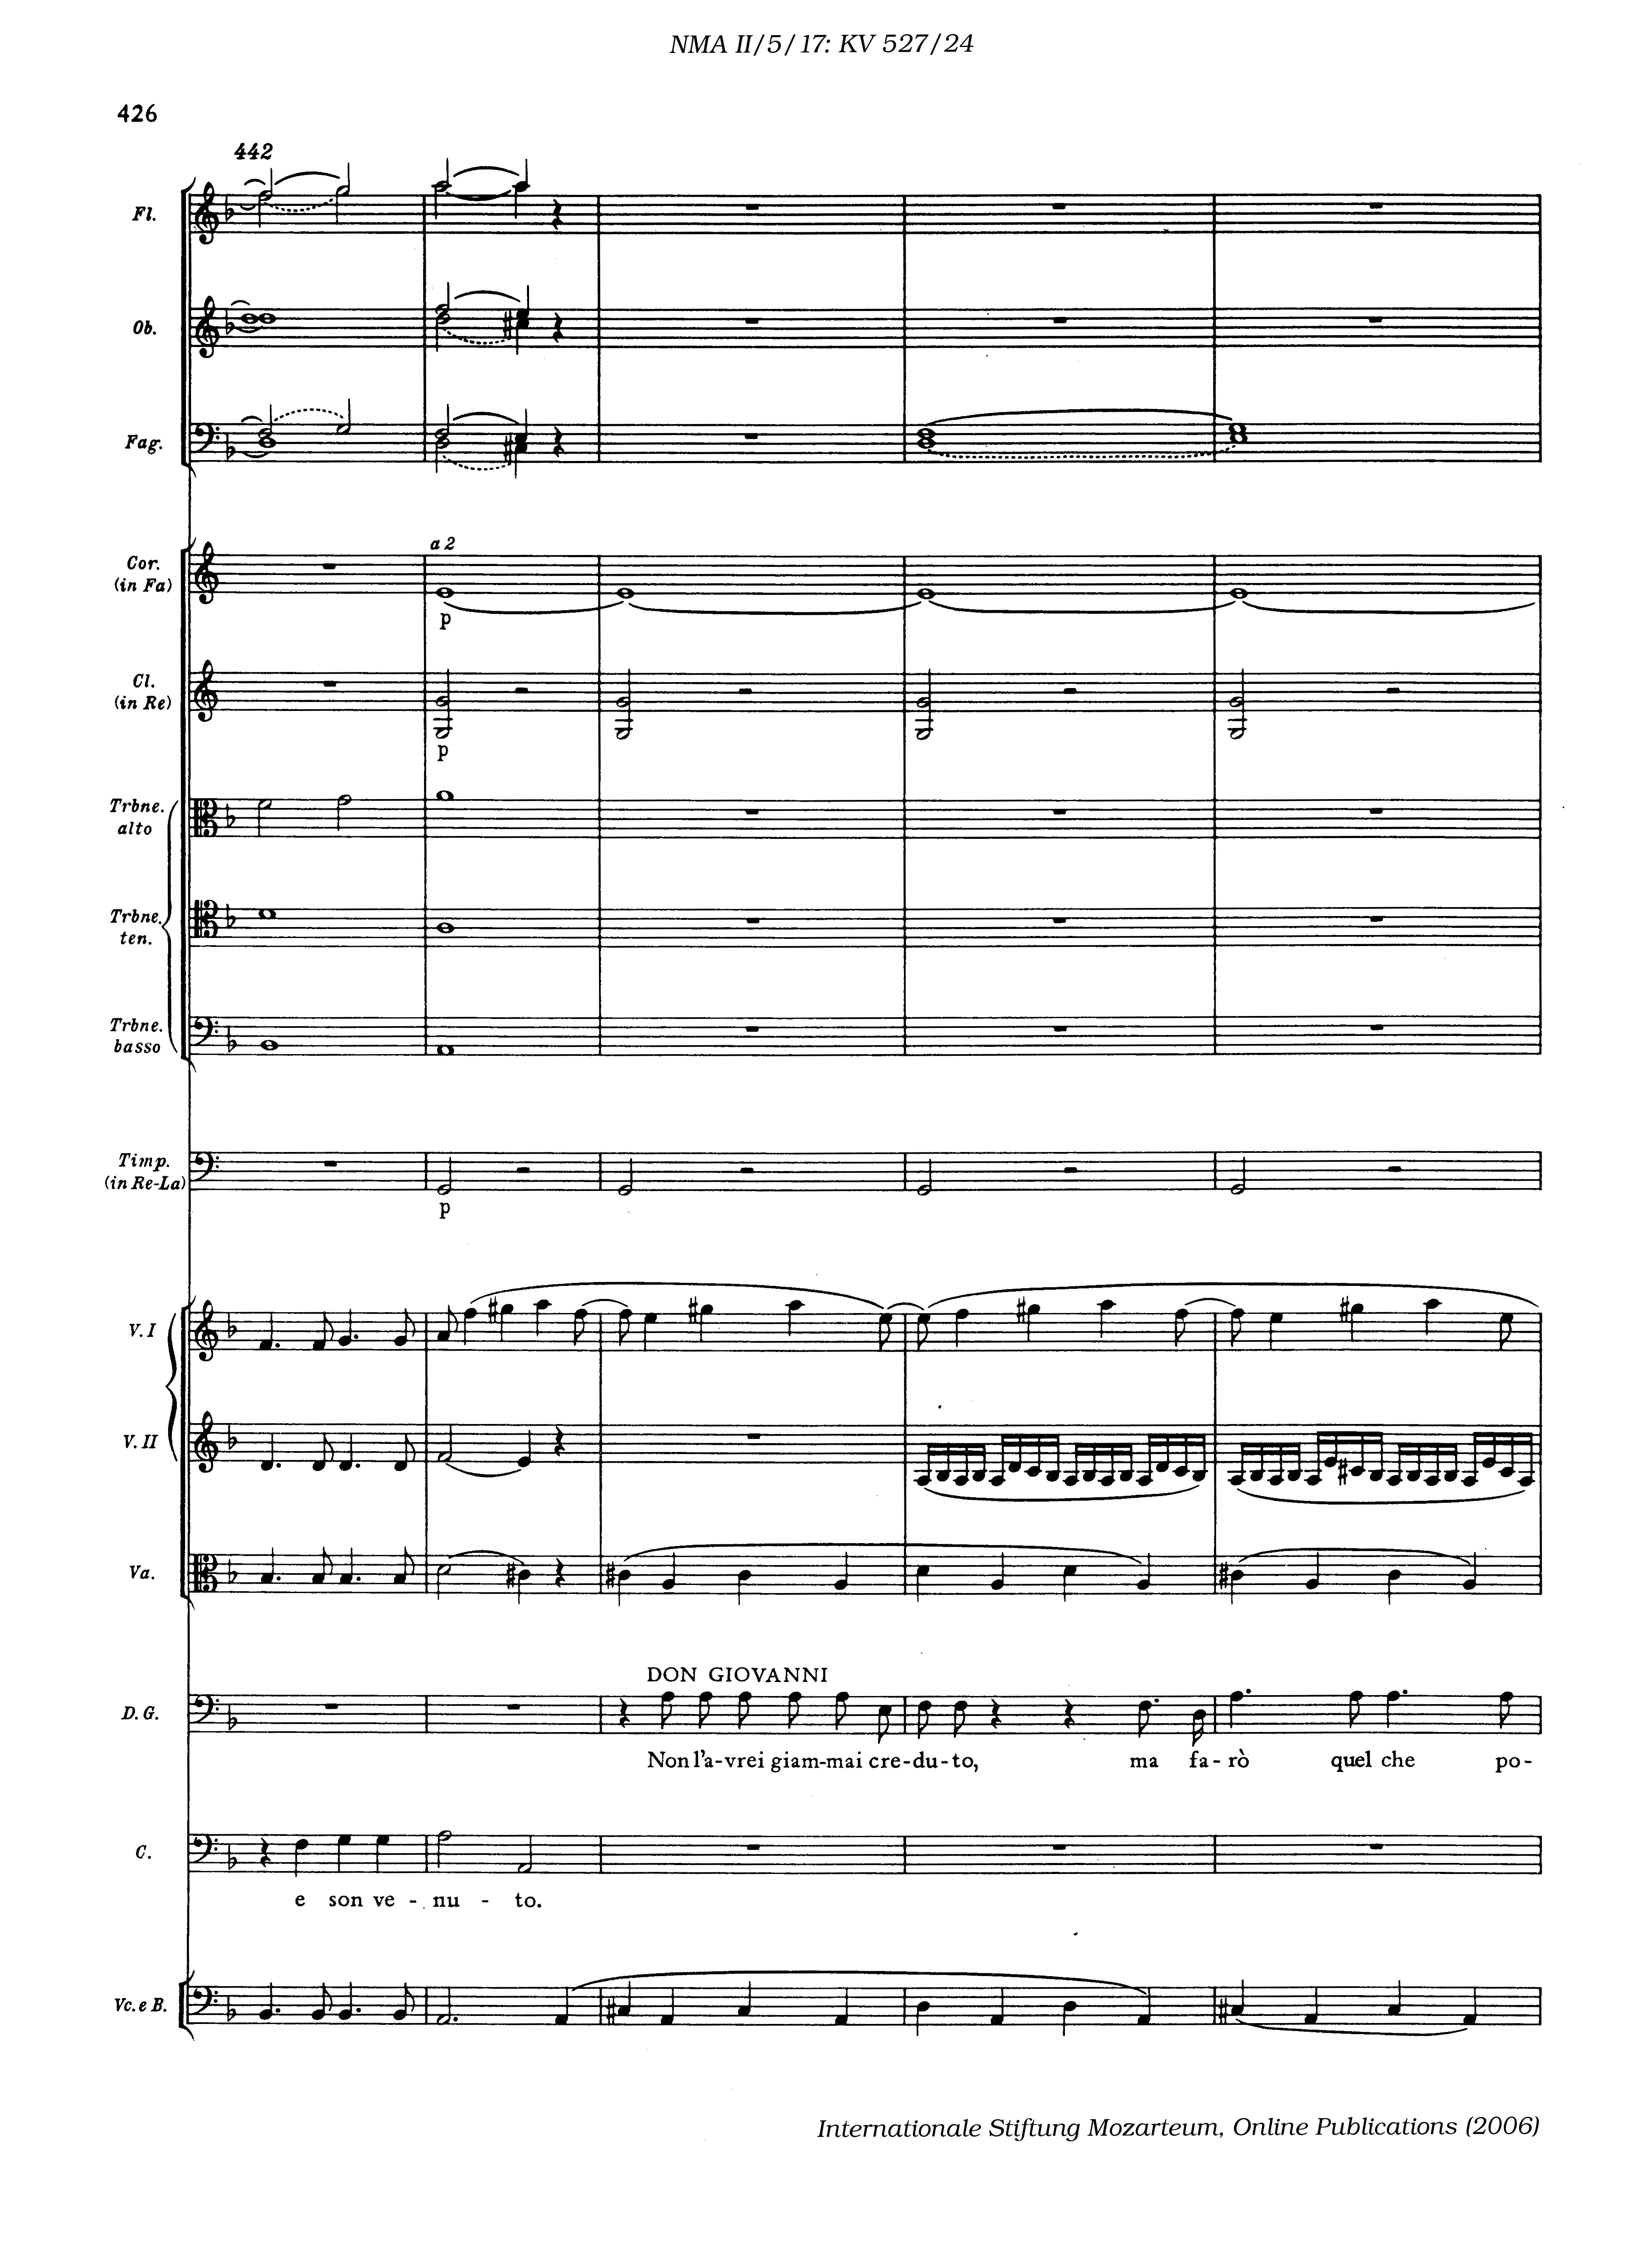 NMA II/5/17: KV 527/24
426
442
Fl.
Ob.
Fag.
a 2
Cor.
(in Fa)
p
Cl.
(in Re)
p
Trbne.
alto
Trbne.
ten.
Trbne.
basso
Timp.
(in Re-La)
p
V. I
V. II
Va.
DON GIOVANNI
D. G.
Non l'a-vrei giam-mai cre-du-to, ma fa-rò quel che po-
C.
e son ve - nu - to.
Vc. e B.
Internationale Stiftung Mozarteum, Online Publications (2006)